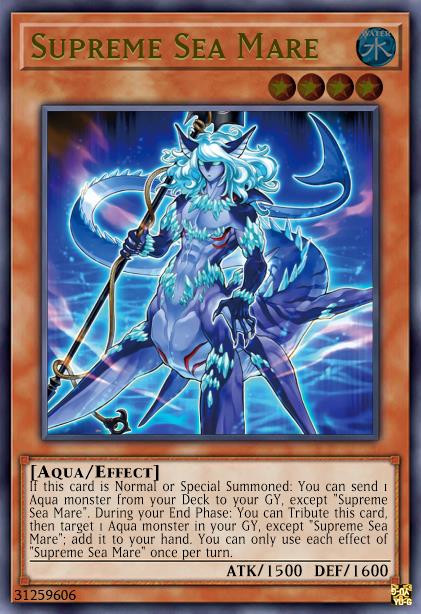 Supreme Sea Mare
WATER
水
[Aqua/Effect]
If this card is Normal or Special Summoned: You can send 1
Aqua monster from your Deck to your GY, except "Supreme
Sea Mare". During your End Phase: You can Tribute this card,
then target 1 Aqua monster in your GY, except "Supreme Sea
Mare"; add it to your hand. You can only use each effect of
"Supreme Sea Mare" once per turn.
ATK/1500 DEF/1600
31259606